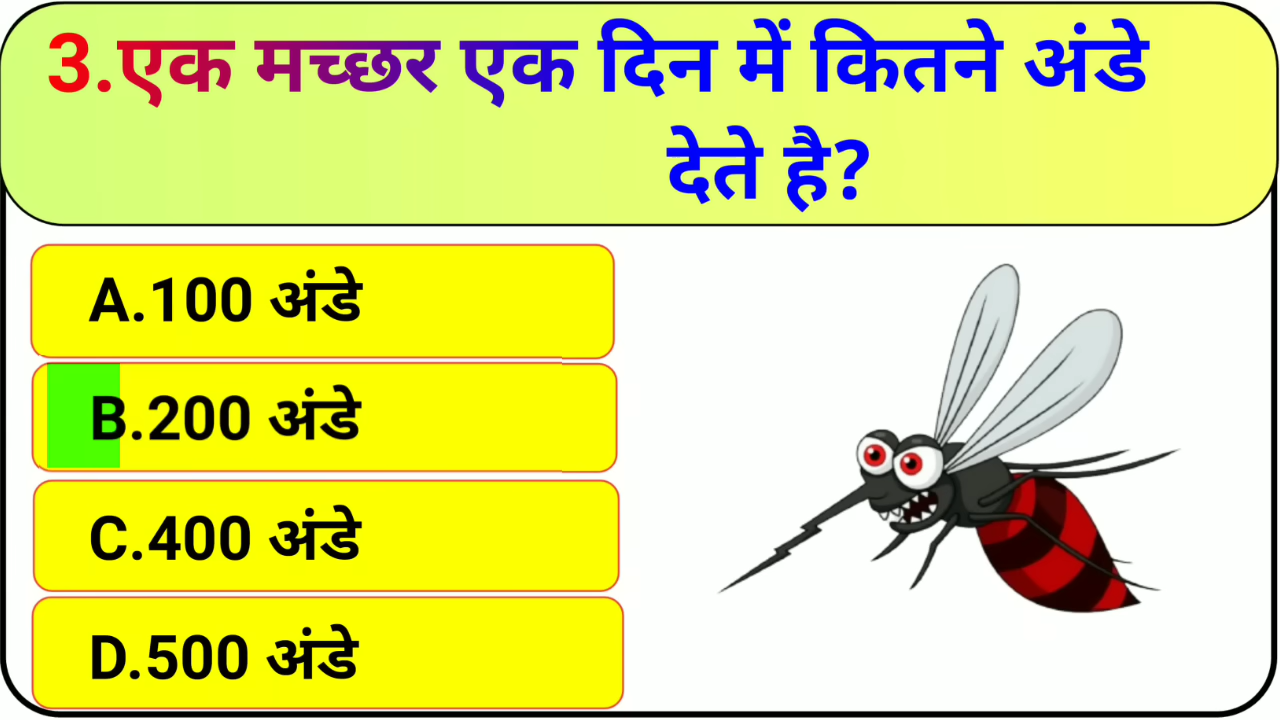 3.एक मच्छर एक दिन में कितने अंडे
देते है?
A.100 अंडे
B.200 अंडे
C.400 अंडे
D.500 अंडे